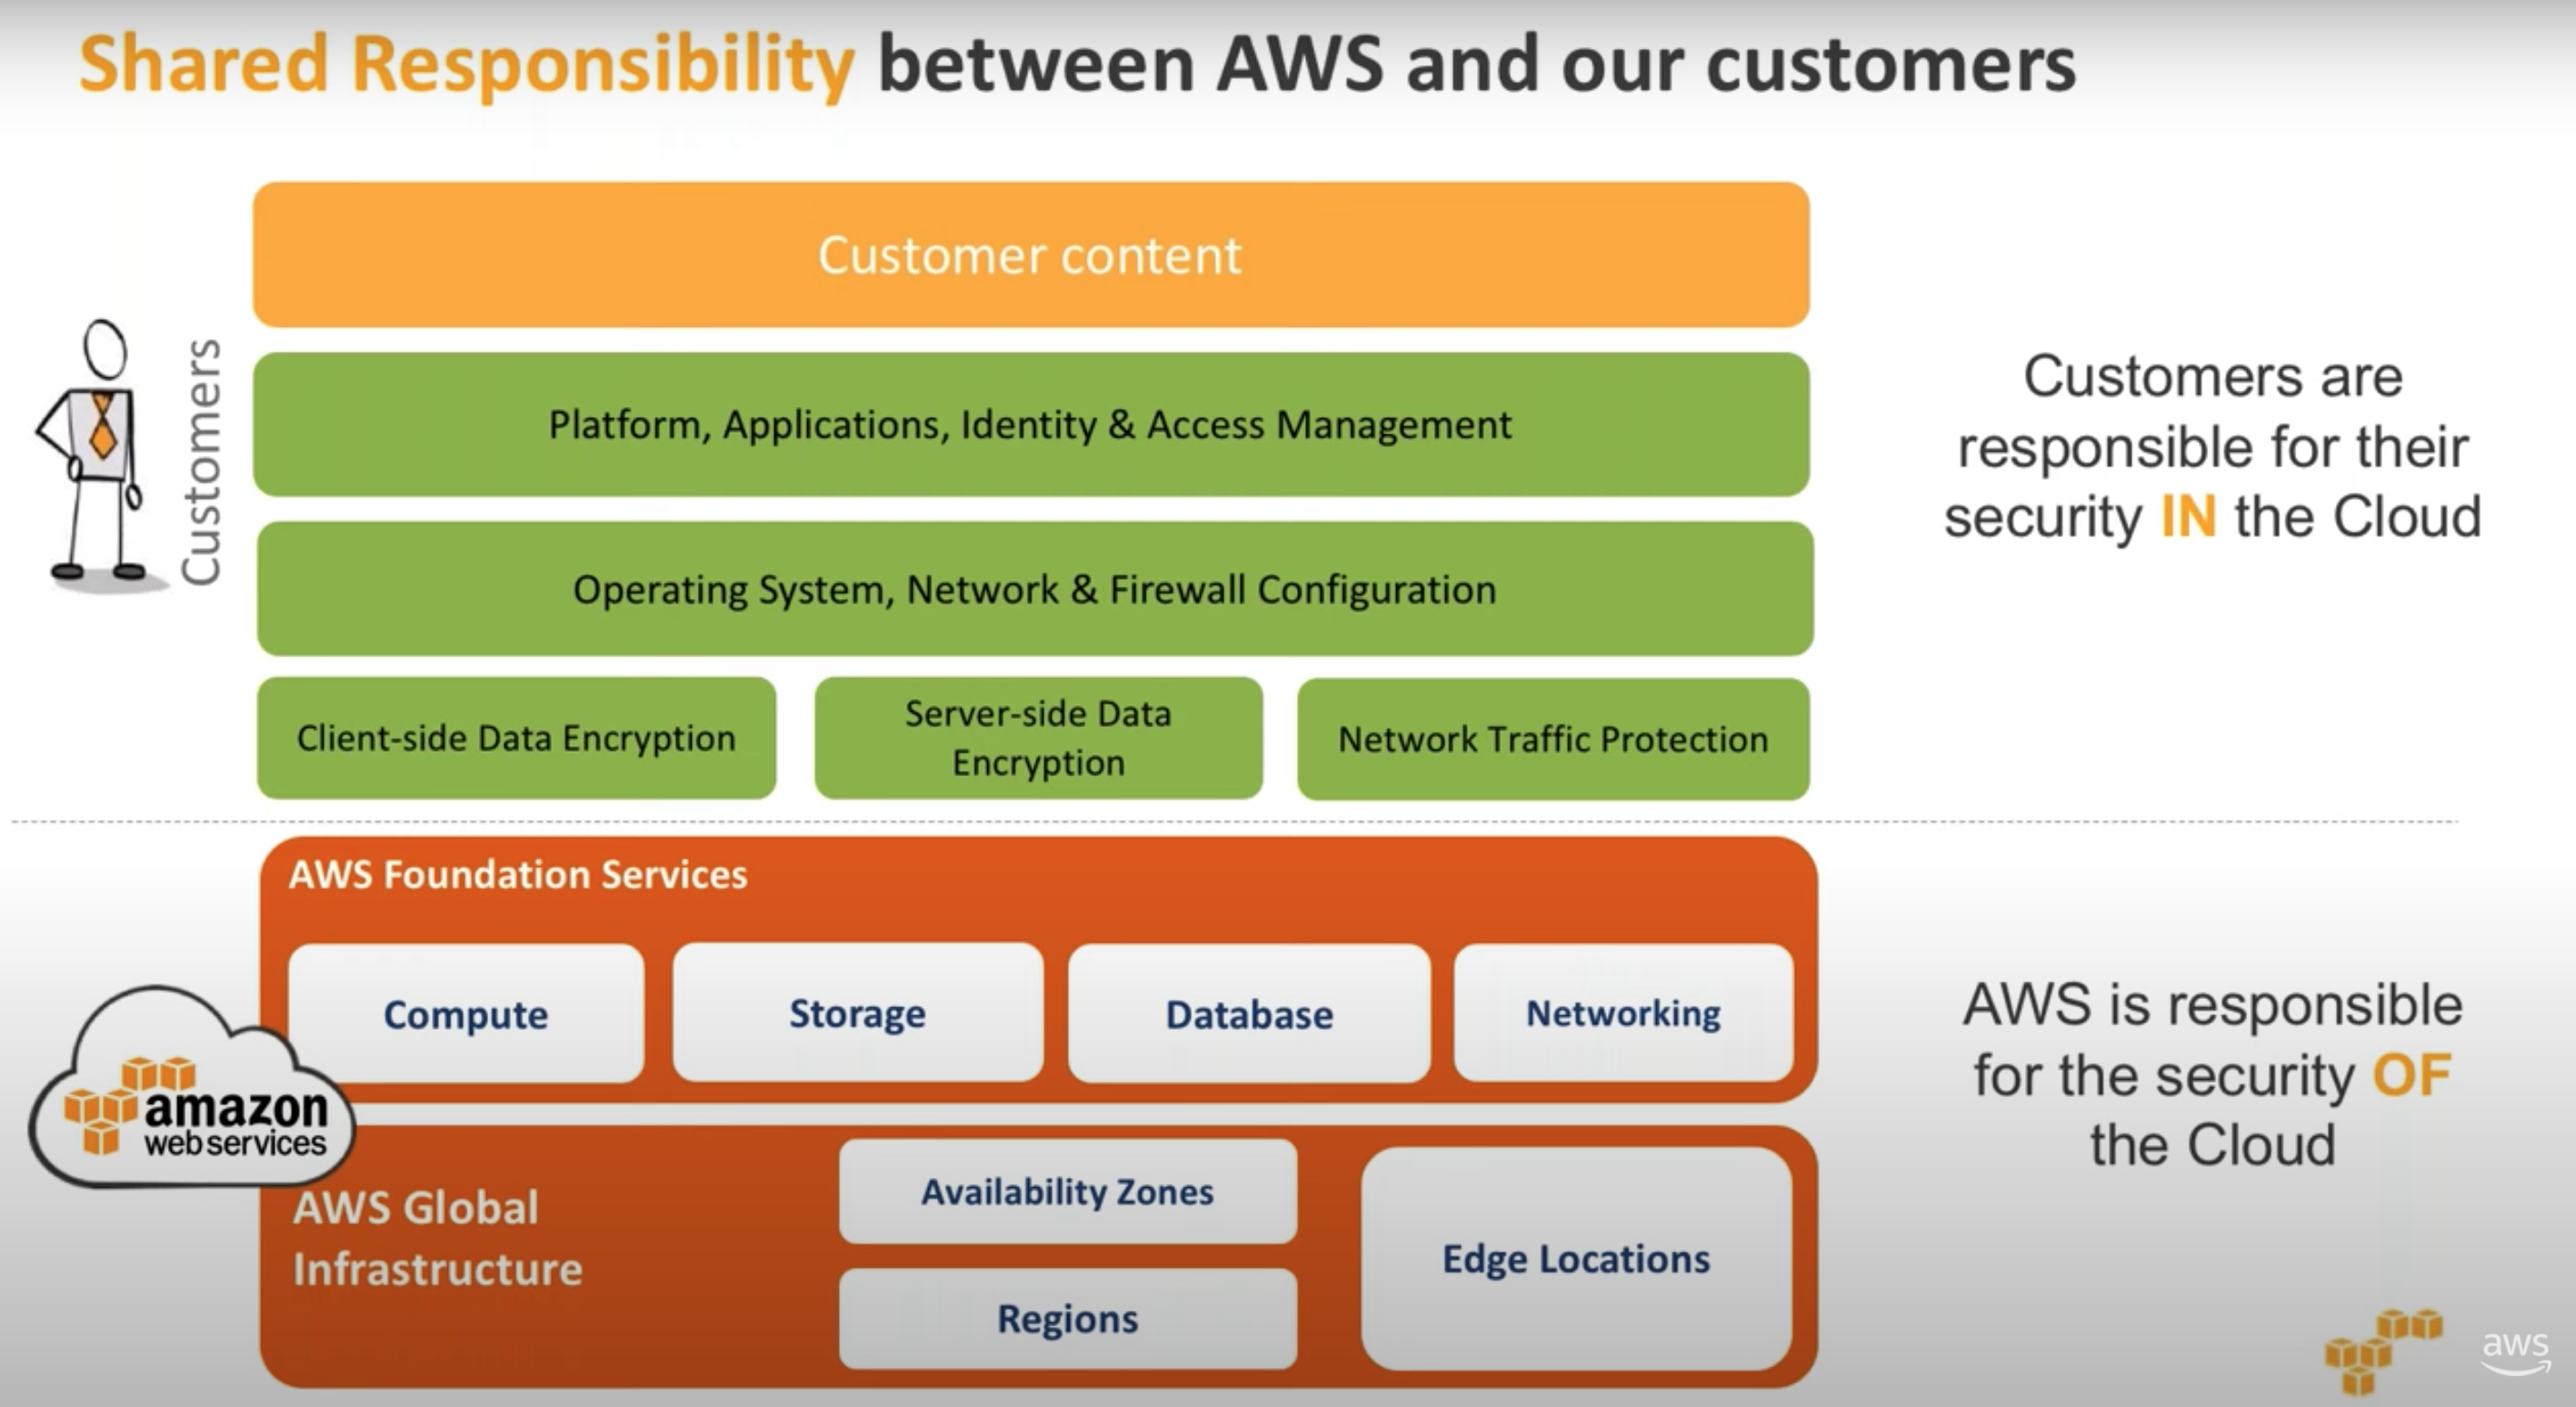 Shared Responsibility between AWS and our customers
Customers
Customer content
Platform, Applications, Identity & Access Management
Operating System, Network & Firewall Configuration
Client-side Data Encryption
Server-side Data
Encryption
Network Traffic Protection
Customers are
responsible for their
security IN the Cloud
AWS Foundation Services
Compute
Storage
Database
Networking
amazon
web services
AWS Global
Infrastructure
Availability Zones
Regions
Edge Locations
AWS is responsible
for the security OF
the Cloud
aws